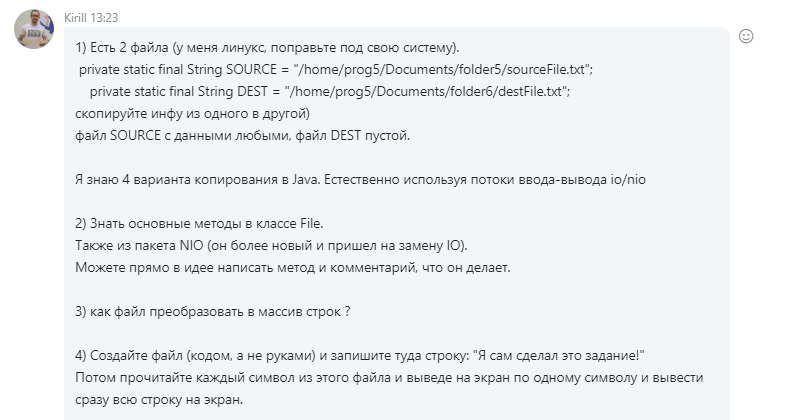 Kirill 13:23
1) Есть 2 файла (у меня линукс, поправьте под свою систему).
private static final String SOURCE = "/home/prog5/Documents/folder5/sourceFile.txt";
private static final String DEST = "/home/prog5/Documents/folder6/destFile.txt";
скопируйте инфу из одного в другой)
файл SOURCE с данными любыми, файл DEST пустой.
Я знаю 4 варианта копирования в Java. Естественно используя потоки ввода-вывода io/nio
2) Знать основные методы в классе File.
Также из пакета NIO (он более новый и пришел на замену IO).
Можете прямо в идее написать метод и комментарий, что он делает.
3) как файл преобразовать в массив строк ?
4) Создайте файл (кодом, а не руками) и запишите туда строку: "Я сам сделал это задание!"
Потом прочитайте каждый символ из этого файла и выведе на экран по одному символу и вывести
сразу всю строку на экран.